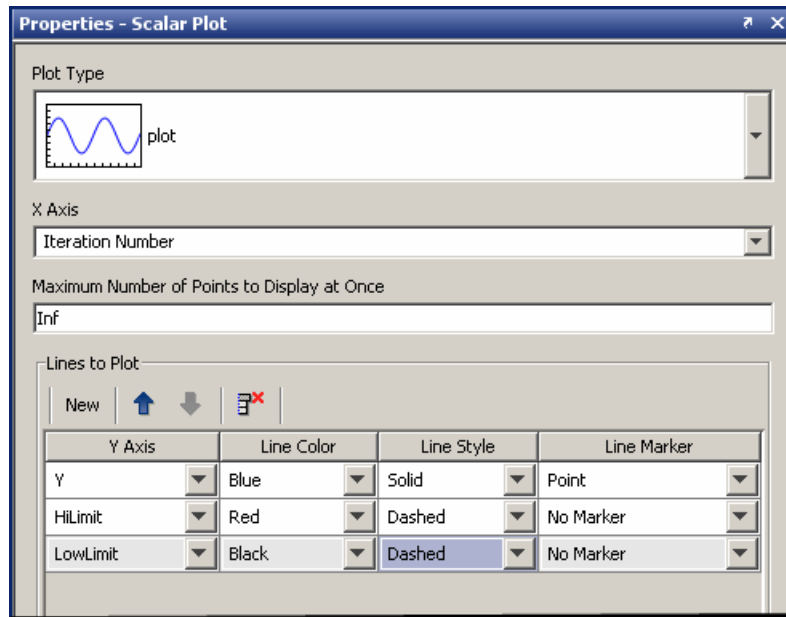 Properties - Scalar Plot
Plot Type
plot
X Axis
Iteration Number
Maximum Number of Points to Display at Once
Inf
Lines to Plot
New
Y Axis Line Color Line Style Line Marker
Y Blue Solid Point
HiLimit Red Dashed No Marker
LowLimit Black Dashed No Marker